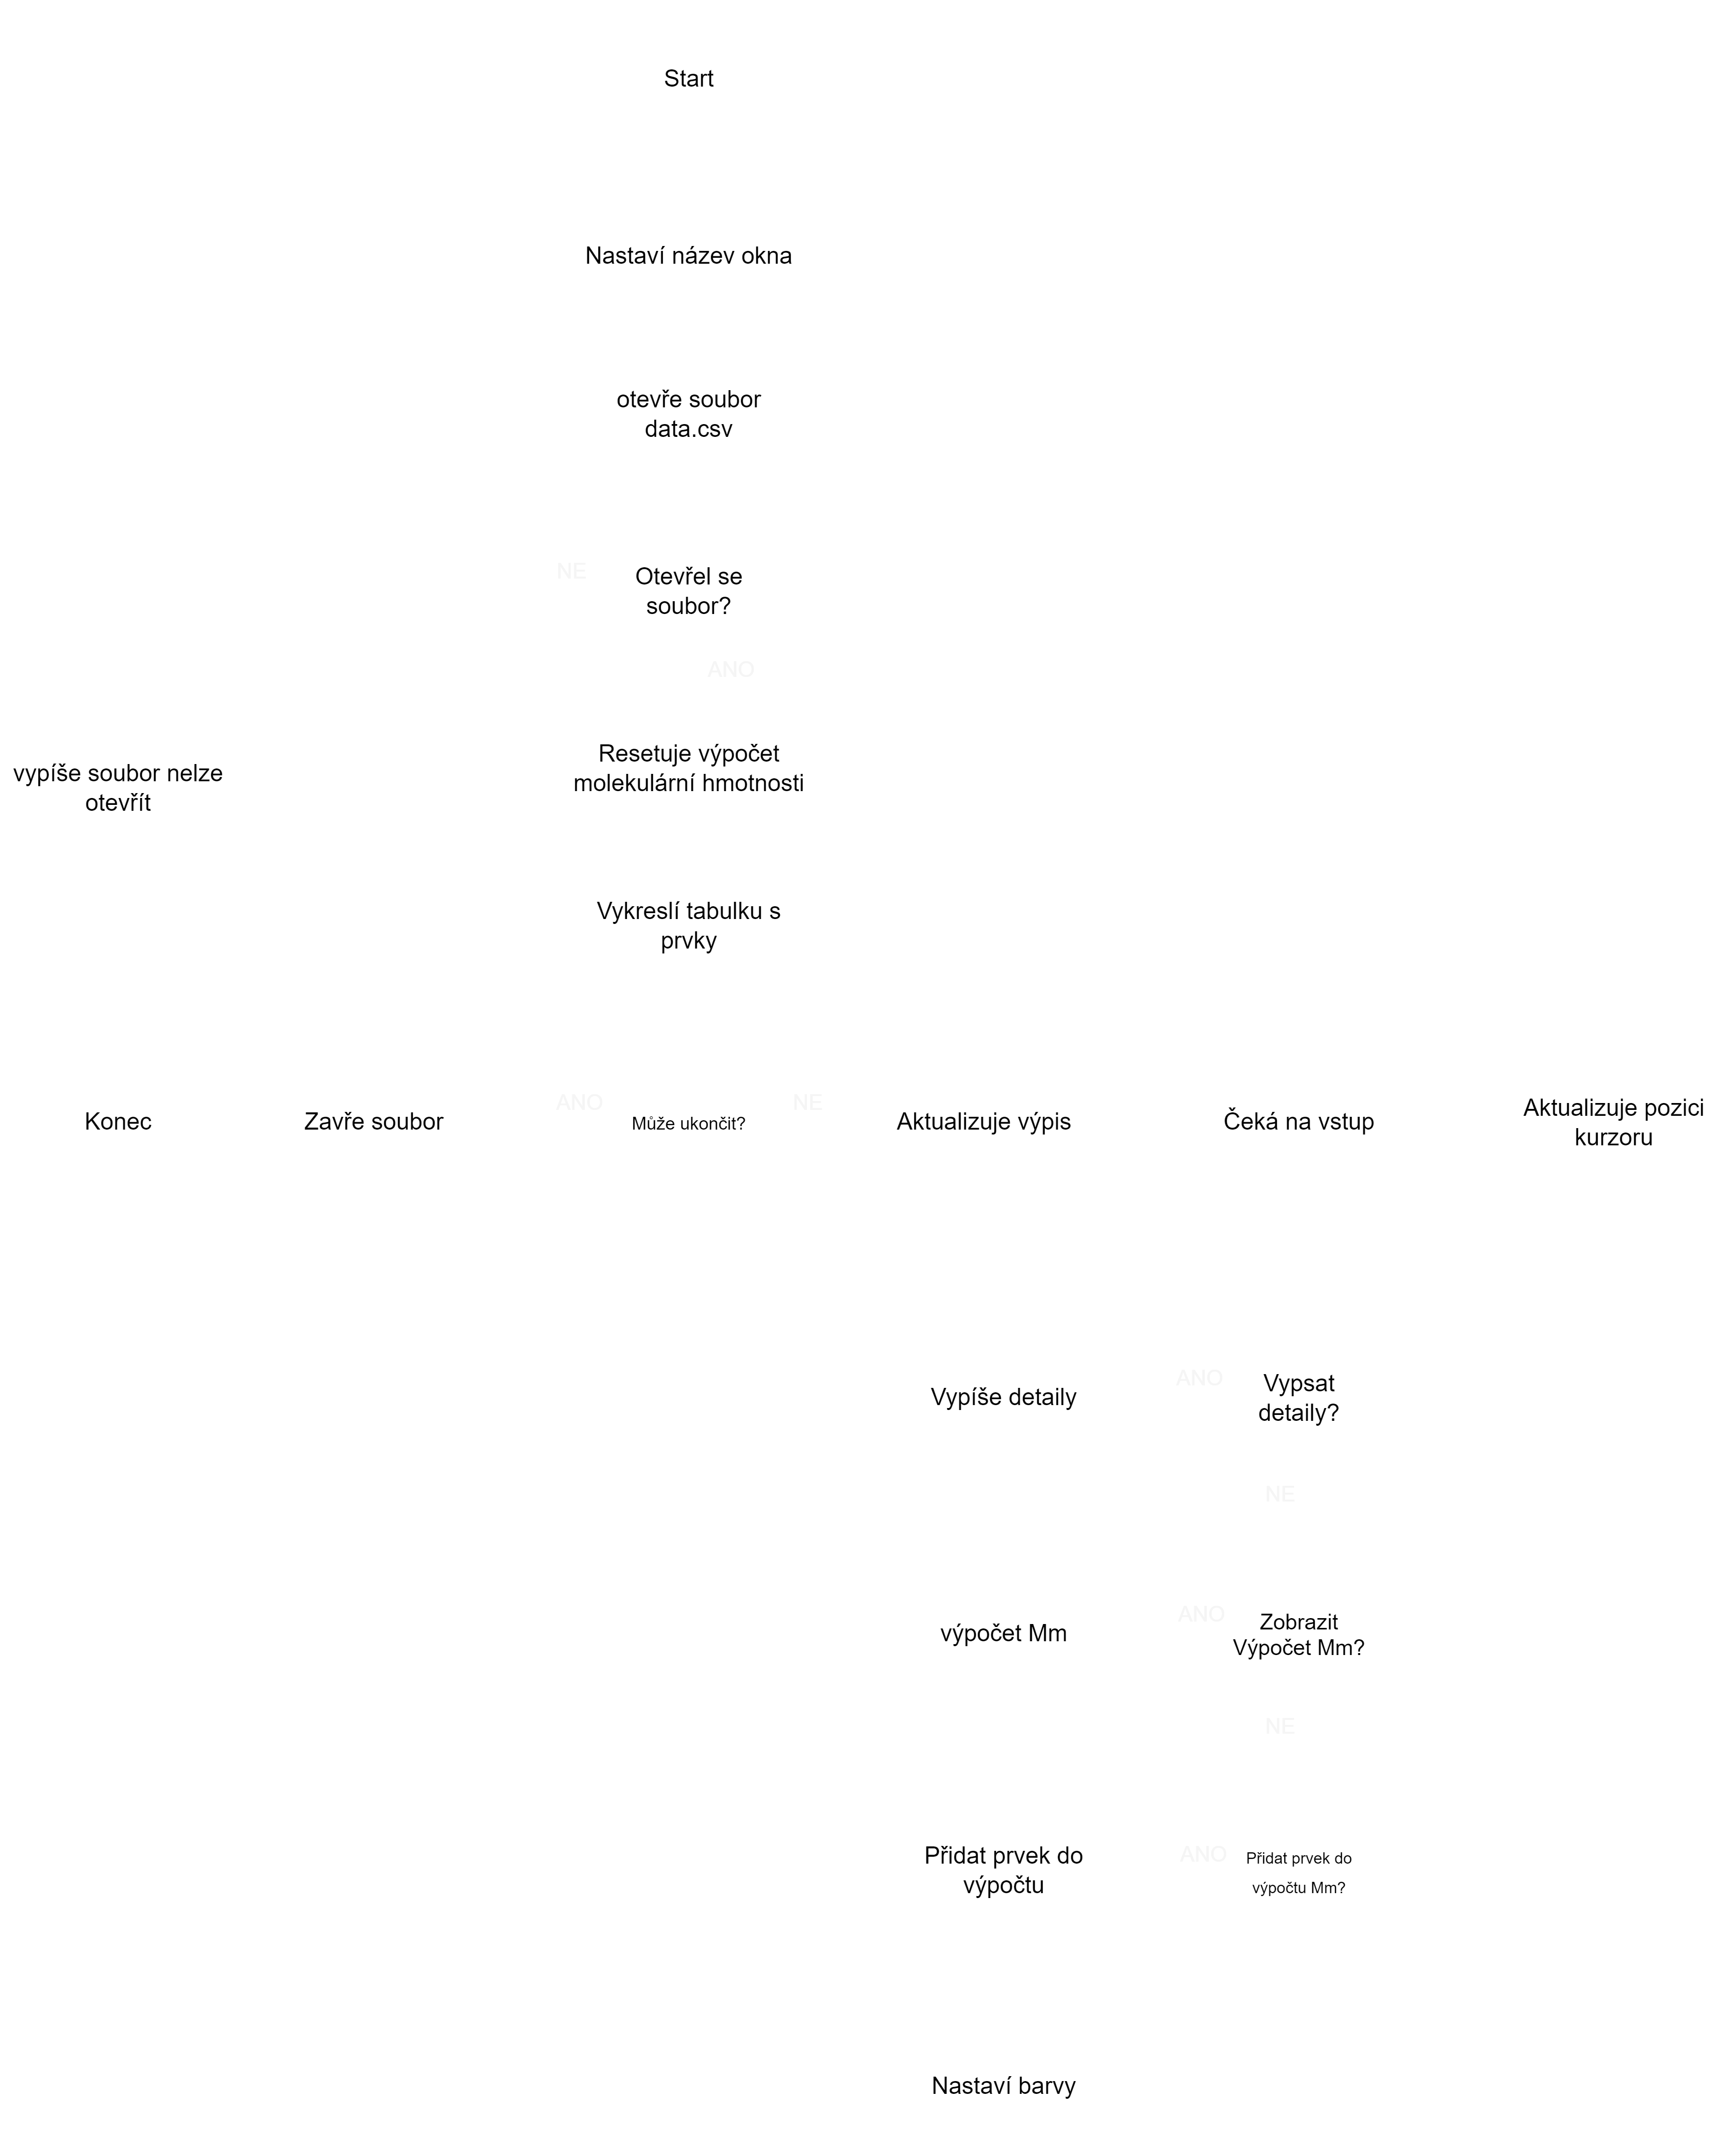 Start
Nastaví název okna
otevře soubor
data.csv
NE
Otevřel se
soubor?
ANO
vypíše soubor nelze
otevřít
Resetuje výpočet
molekulární hmotnosti
Vykreslí tabulku s
prvky
Konec
Zavře soubor
ANO
Může ukončit?
NE
Aktualizuje výpis
Čeká na vstup
Aktualizuje pozici
kurzoru
Vypíše detaily
ANO
Vypsat
detaily?
NE
výpočet Mm
ANO
Zobrazit
Výpočet Mm?
NE
Přidat prvek do
výpočtu
ANO
Přidat prvek do
výpočtu Mm?
Nastaví barvy